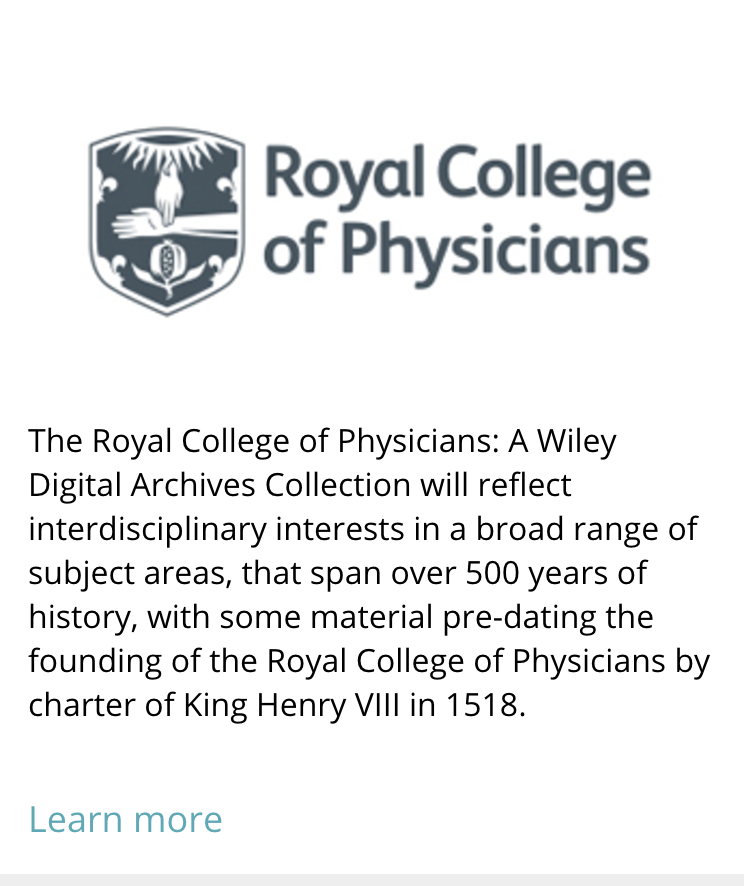 Royal College
of Physicians
The Royal College of Physicians: A Wiley
Digital Archives Collection will reflect
interdisciplinary interests in a broad range of
subject areas, that span over 500 years of
history, with some material pre-dating the
founding of the Royal College of Physicians by
charter of King Henry VIII in 1518.
Learn more